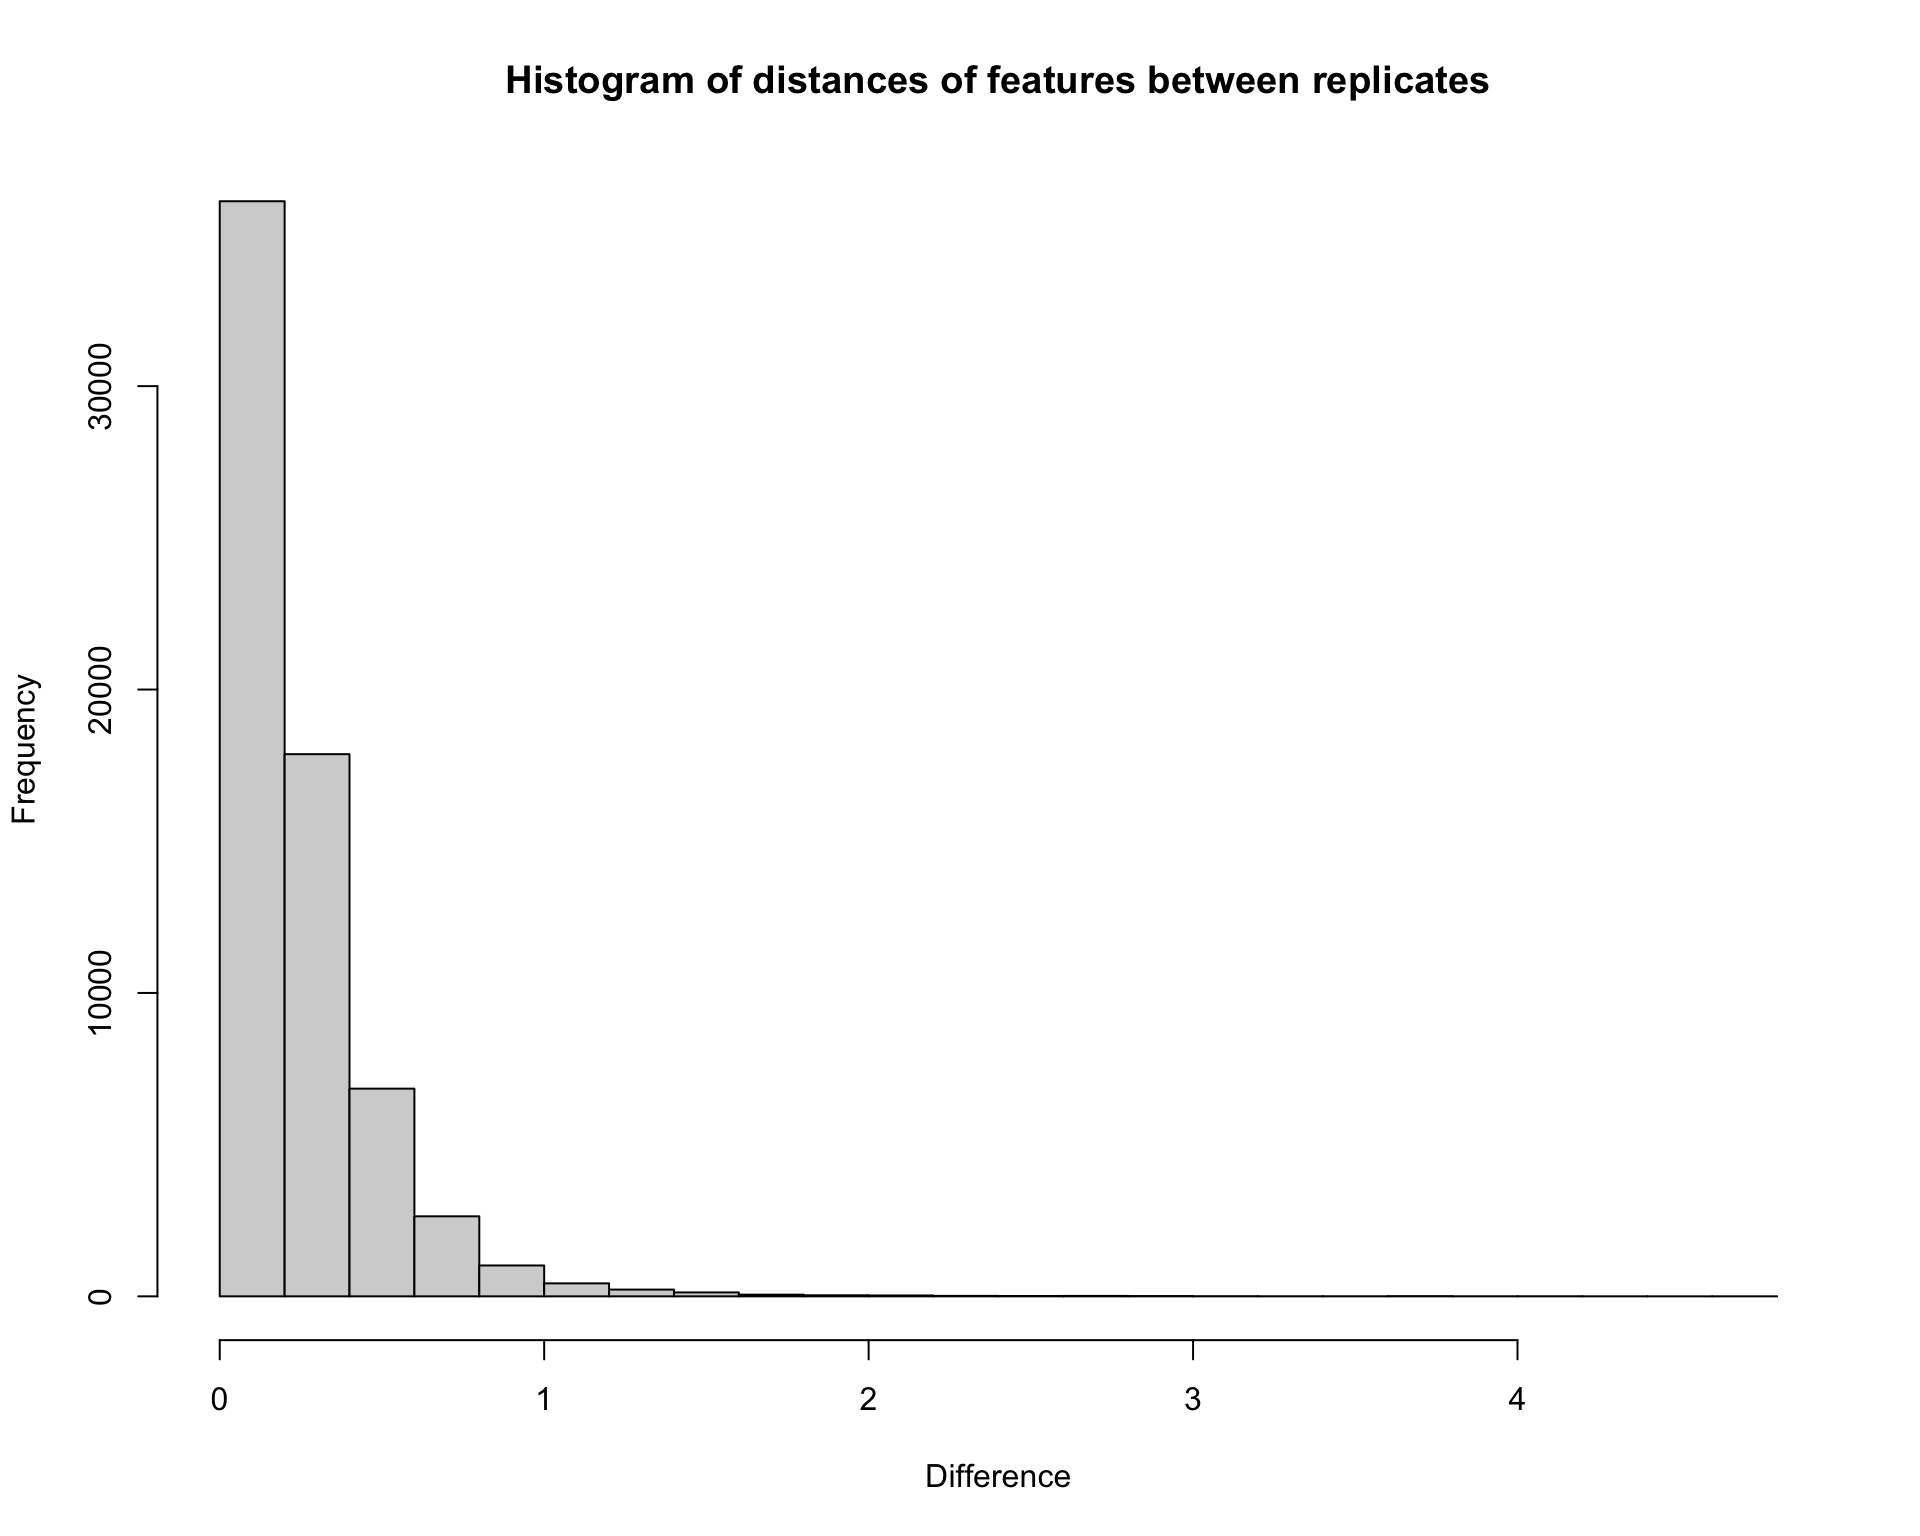 Histogram of distances of features between replicates
Frequency
30000
20000
10000
0
0 1 2 3 4
Difference